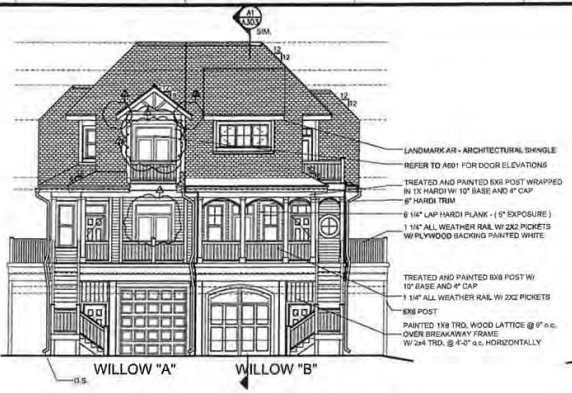 A1
A303
SIM.
12
12
12
12
LANDMARK AR - ARCHITECTURAL SHINGLE
REFER TO A601 FOR DOOR ELEVATIONS
TREATED AND PAINTED 6X6 POST WRAPPED
IN 1X HARDI W/ 10" BASE AND 4" CAP
6" HARDI TRIM
6 1/4" LAP HARDI PLANK - ( 5" EXPOSURE )
1 1/4" ALL WEATHER RAIL W/ 2X2 PICKETS
W/ PLYWOOD BACKING PAINTED WHITE.
TREATED AND PAINTED 8X8 POST W/
10" BASE AND 4" CAP
1 1/4" ALL WEATHER RAIL W/ 2X2 PICKETS
6X6 POST
PAINTED 1X8 TRD. WOOD LATTICE @ 9" o.c.
OVER BREAKAWAY FRAME
W/ 2x4 TRD. @ 4'-0" o.c. HORIZONTALLY
WILLOW "A" WILLOW "B"
D.S.